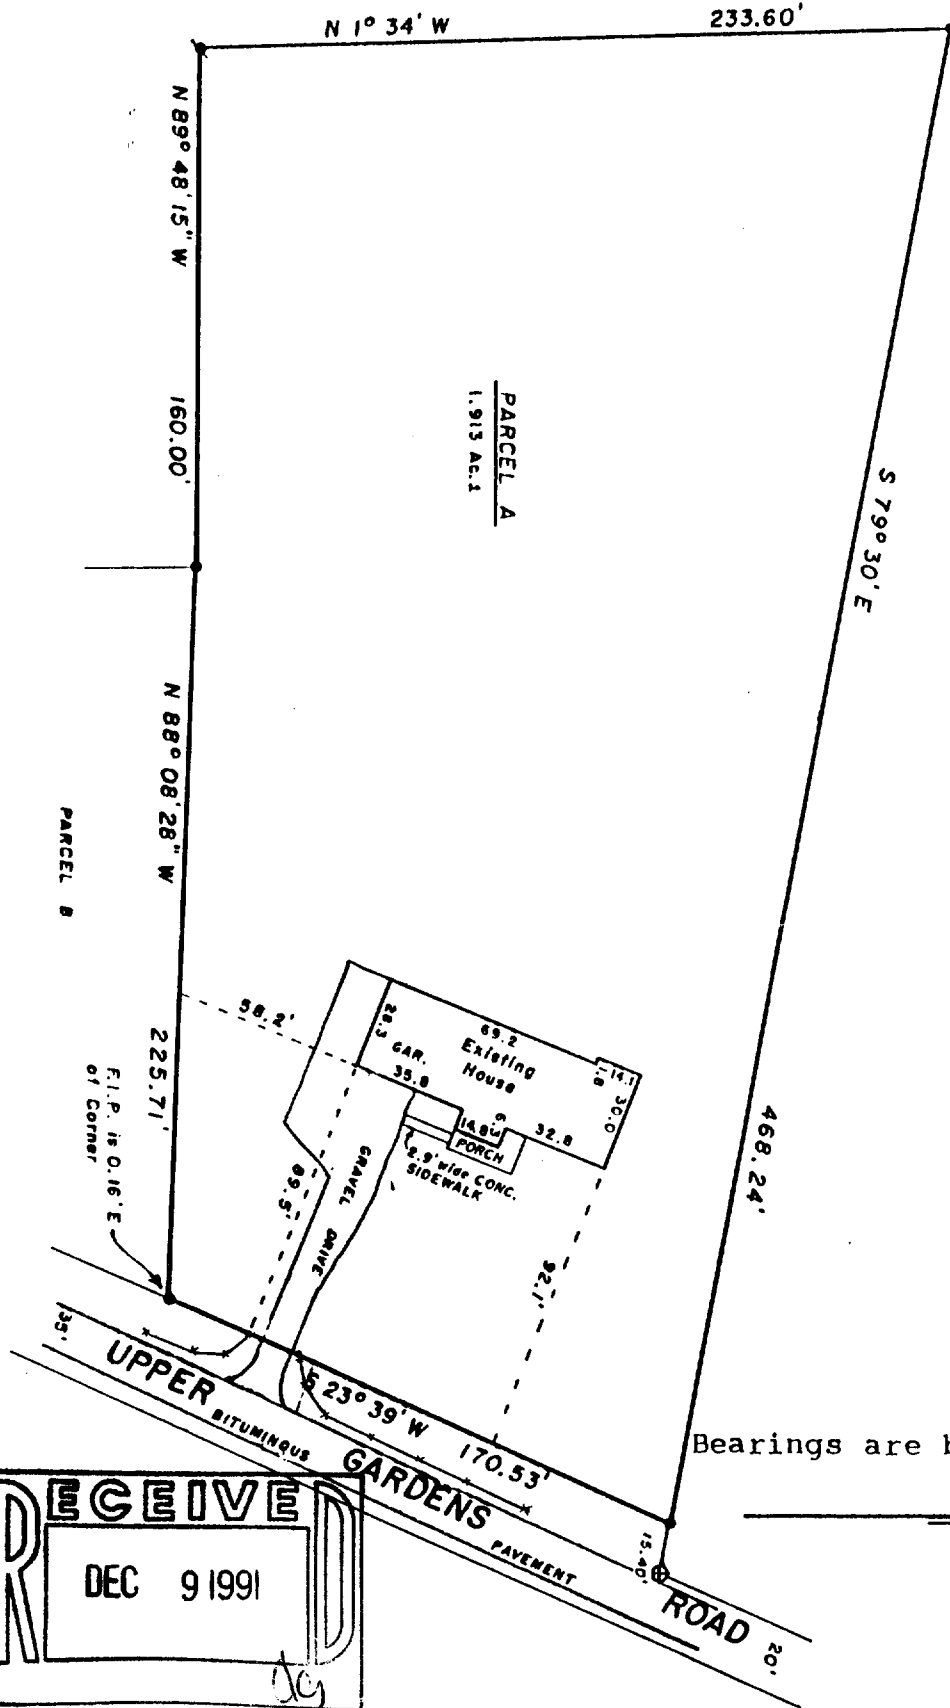 N 1° 34' W
233.60'
N 89° 48' 15" W
160.00'
PARCEL A
1.913 Ac.±
S 79° 30' E
468.24'
N 88° 08' 28" W
225.71'
PARCEL B
F.I.P. is 0.16' E
of Corner
58.2'
28.3
GAR.
35.8
69.2
Existing
House
1.8
14.1
30.0
14.8
32.8
PORCH
2.9' wide CONC.
SIDEWALK
GRAVEL DRIVE
89.5'
92.1'
S 23° 39' W
170.53'
35'
UPPER GARDENS ROAD
BITUMINOUS PAVEMENT
15.40'
20'
Bearings are b
RECEIVED
DEC 9 1991